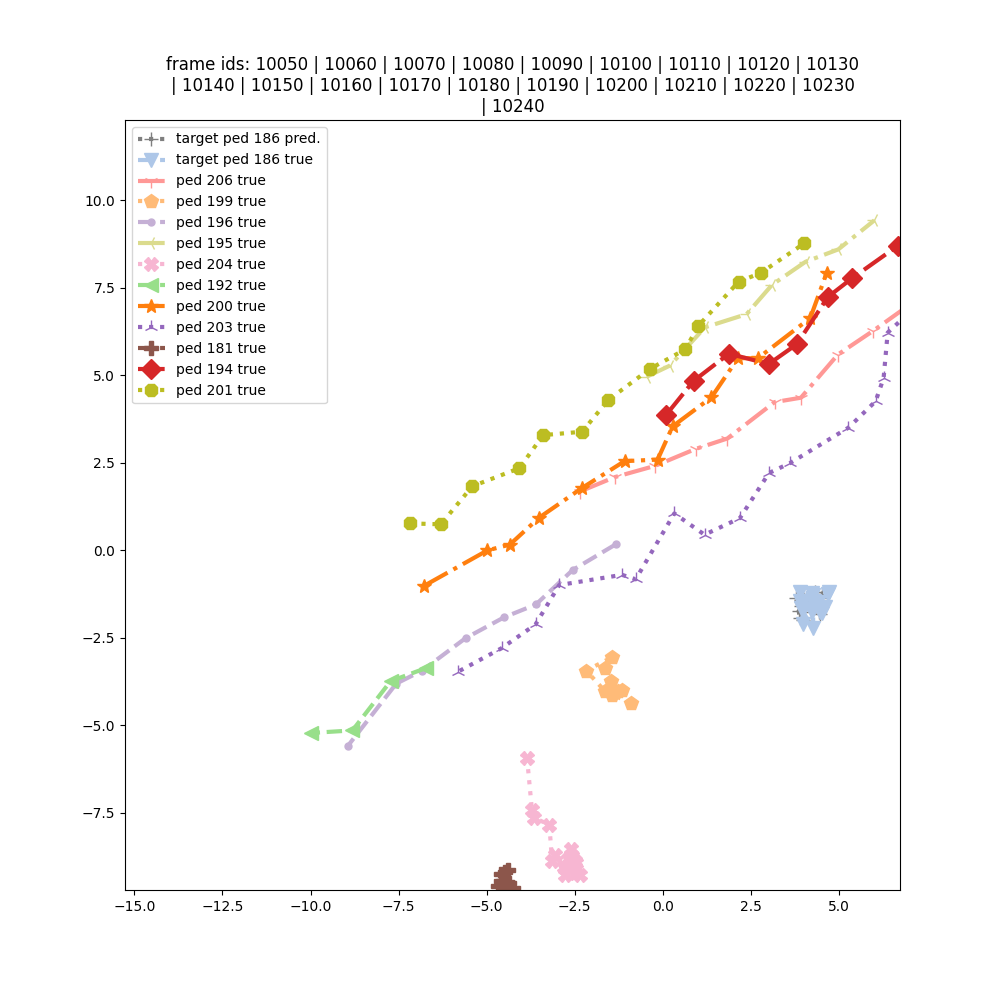 frame ids: 10050 | 10060 | 10070 | 10080 | 10090 | 10100 | 10110 | 10120 | 10130
| 10140 | 10150 | 10160 | 10170 | 10180 | 10190 | 10200 | 10210 | 10220 | 10230
| 10240
target ped 186 pred.
target ped 186 true
ped 206 true
ped 199 true
ped 196 true
ped 195 true
ped 204 true
ped 192 true
ped 200 true
ped 203 true
ped 181 true
ped 194 true
ped 201 true
10.0
7.5
5.0
2.5
0.0
−2.5
−5.0
−7.5
−15.0 −12.5 −10.0 −7.5 −5.0 −2.5 0.0 2.5 5.0